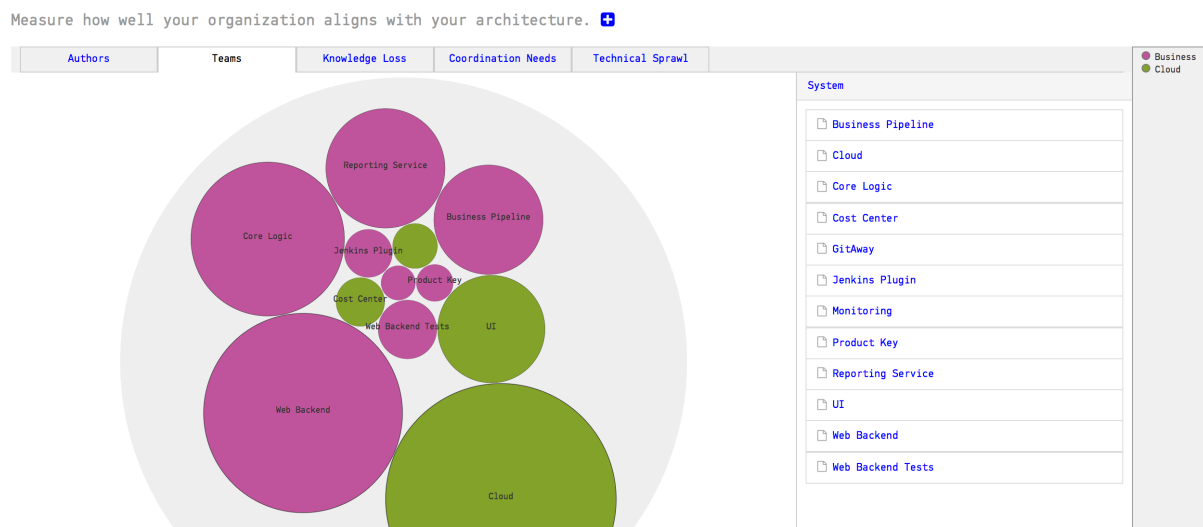 Measure how well your organization aligns with your architecture.
Authors
Teams
Knowledge Loss
Coordination Needs
Technical Sprawl
Business
Cloud
System
Business Pipeline
Cloud
Core Logic
Cost Center
GitAway
Jenkins Plugin
Monitoring
Product Key
Reporting Service
UI
Web Backend
Web Backend Tests
Reporting Service
Business Pipeline
Core Logic
Jenkins Plugin
Product Key
Cost Center
Web Backend Tests
UI
Web Backend
Cloud